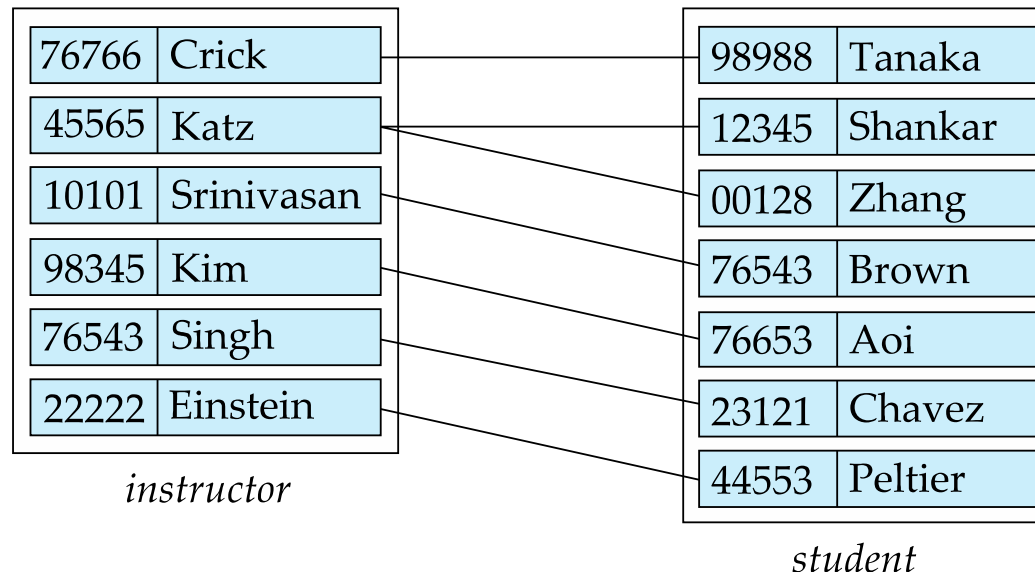 76766 Crick
45565 Katz
10101 Srinivasan
98345 Kim
76543 Singh
22222 Einstein
instructor
98988 Tanaka
12345 Shankar
00128 Zhang
76543 Brown
76653 Aoi
23121 Chavez
44553 Peltier
student